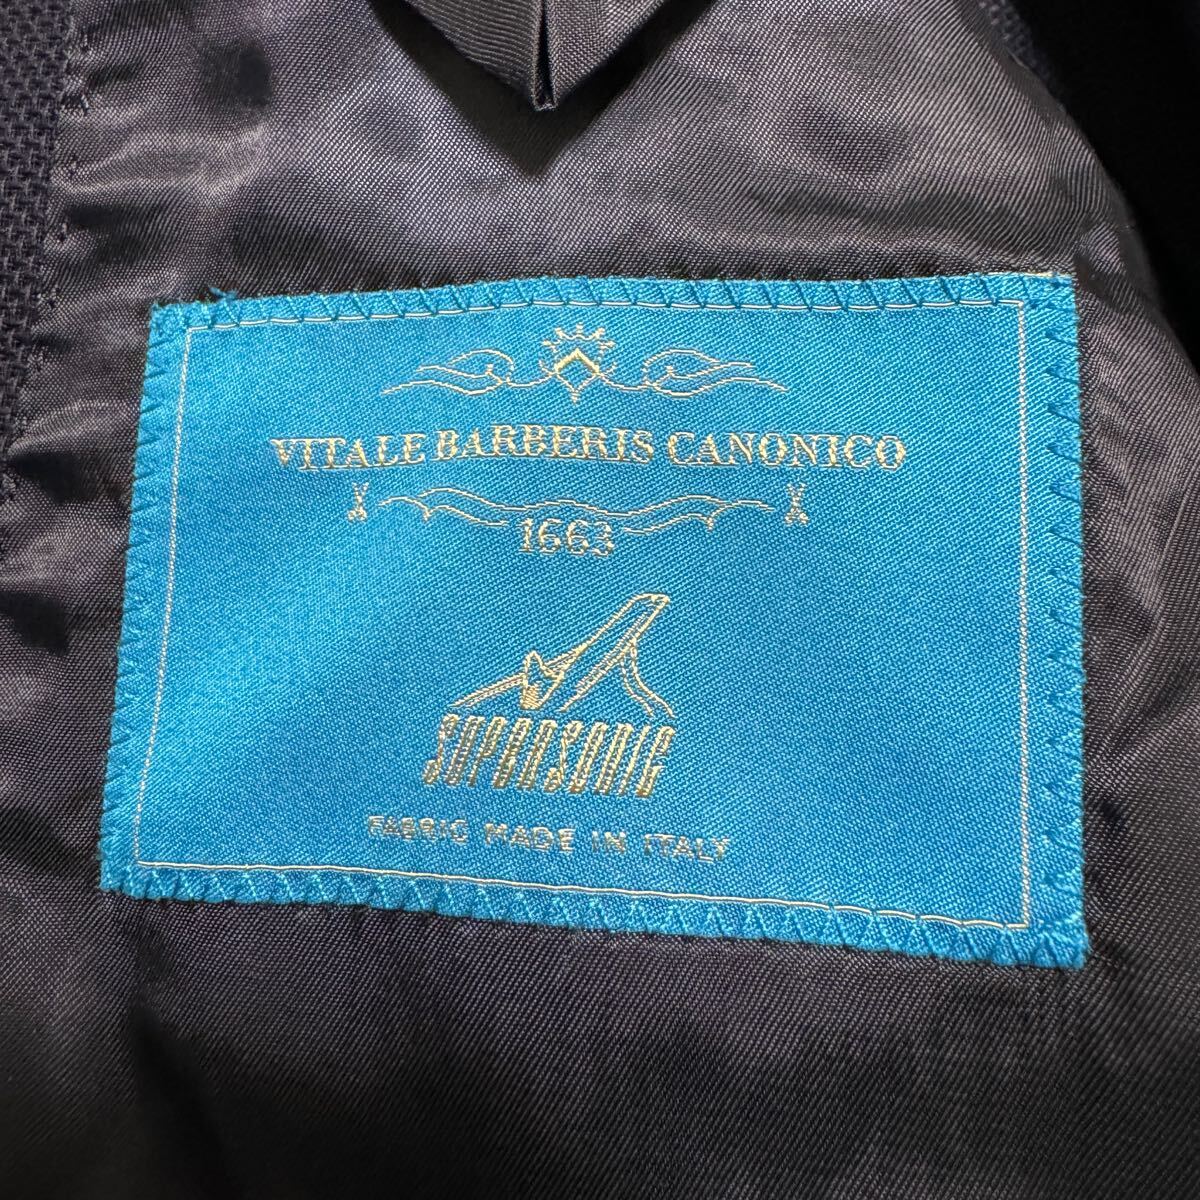 VITALE BARBERIS CANONICO
1663
SUPERSONIC
FABRIC MADE IN ITALY